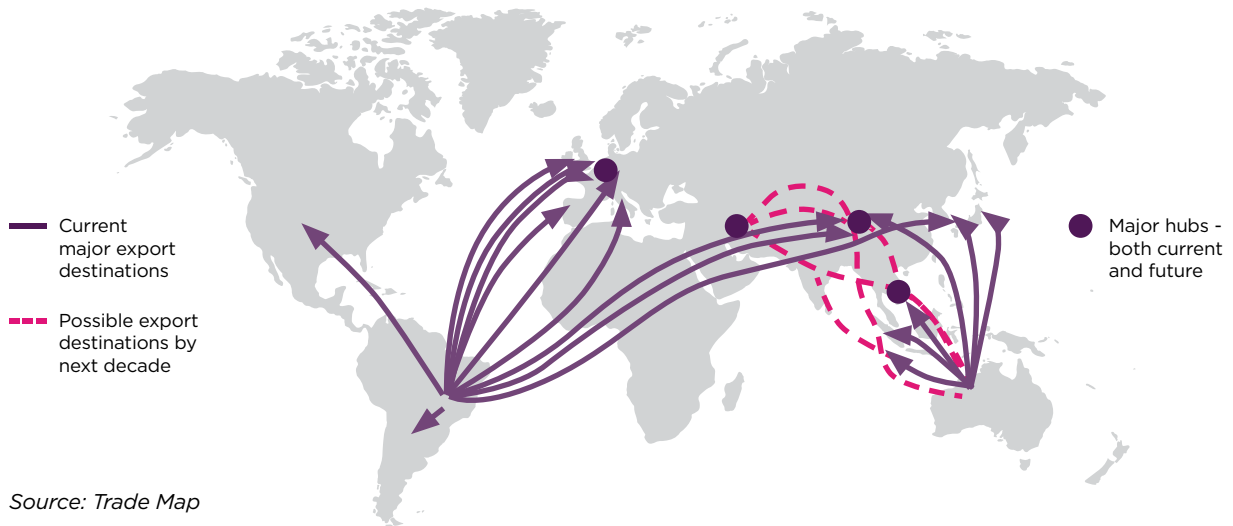 Current
major export
destinations
Possible export
destinations by
next decade
Major hubs -
both current
and future
Source: Trade Map